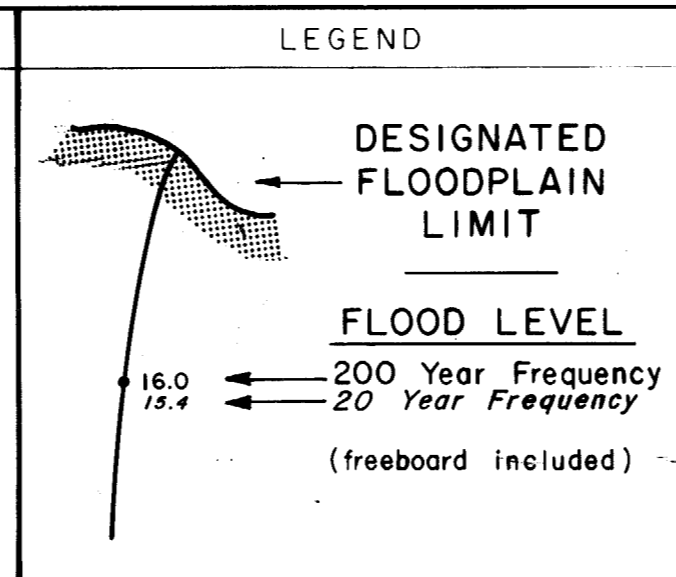 LEGEND
DESIGNATED
FLOODPLAIN
LIMIT
FLOOD LEVEL
16.0 200 Year Frequency
15.4 20 Year Frequency
(freeboard included)